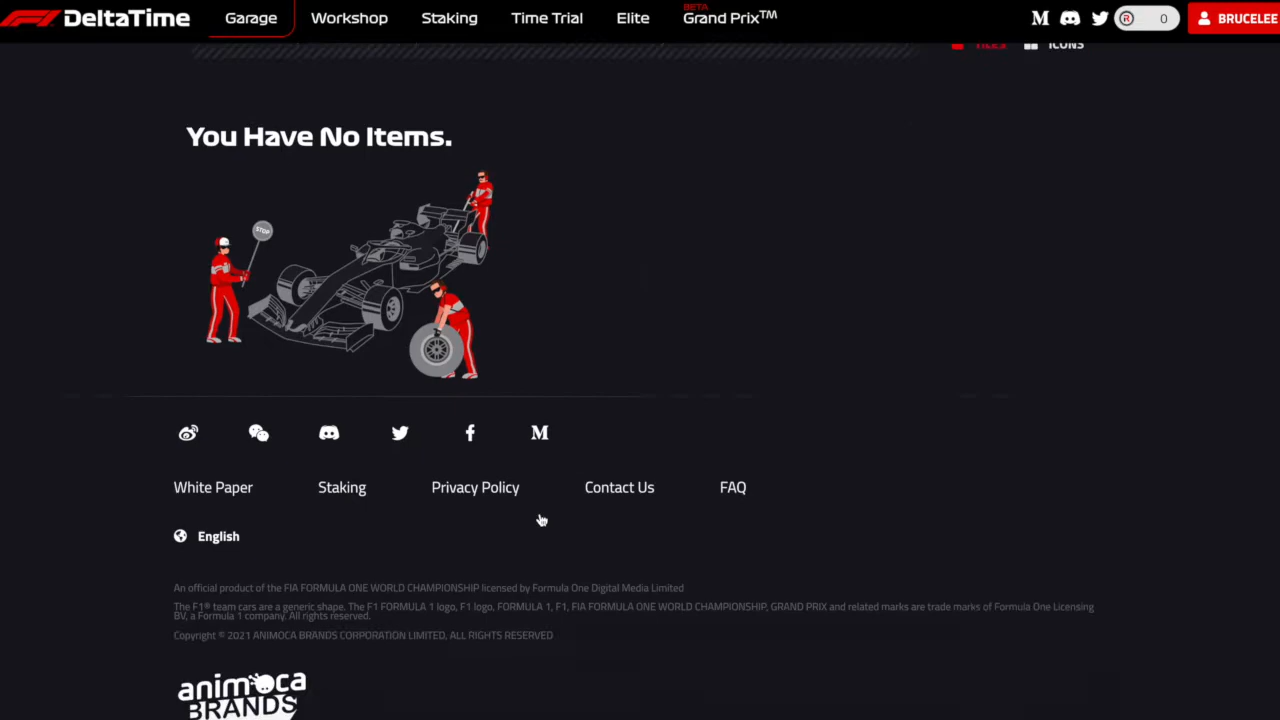 DeltaTime
Garage
Workshop
Staking
Time Trial
Elite
BETA
Grand Prix™
0
BRUCELEE
TILES
ICONS
You Have No Items.
STOP
White Paper
Staking
Privacy Policy
Contact Us
FAQ
English
An official product of the FIA FORMULA ONE WORLD CHAMPIONSHIP licensed by Formula One Digital Media Limited
The F1® team cars are a generic shape. The F1 FORMULA 1 logo, F1 logo, FORMULA 1, F1, FIA FORMULA ONE WORLD CHAMPIONSHIP, GRAND PRIX and related marks are trade marks of Formula One Licensing
BV, a Formula 1 company. All rights reserved.
Copyright © 2021 ANIMOCA BRANDS CORPORATION LIMITED, ALL RIGHTS RESERVED
animoca
BRANDS